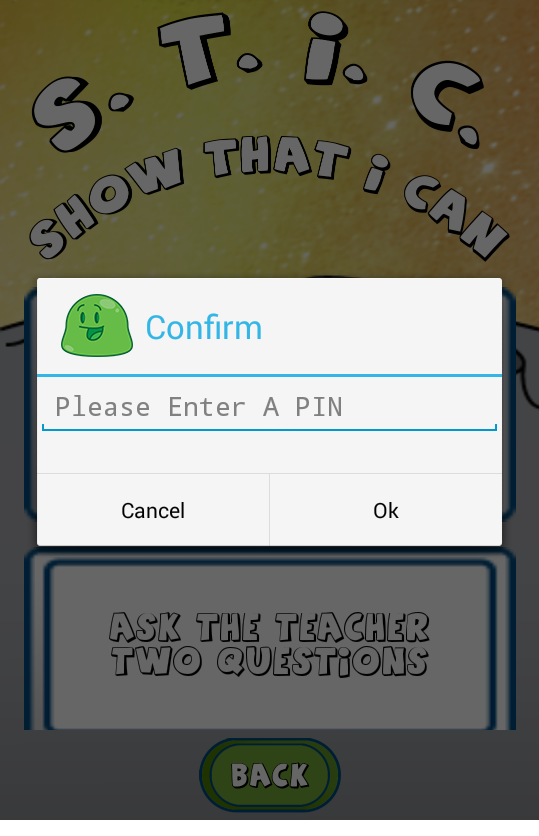 S. T. i. C.
SHOW THAT i CAN
Confirm
Please Enter A PIN
Cancel
Ok
ASK THE TEACHER
TWO QUESTiONS
BACK